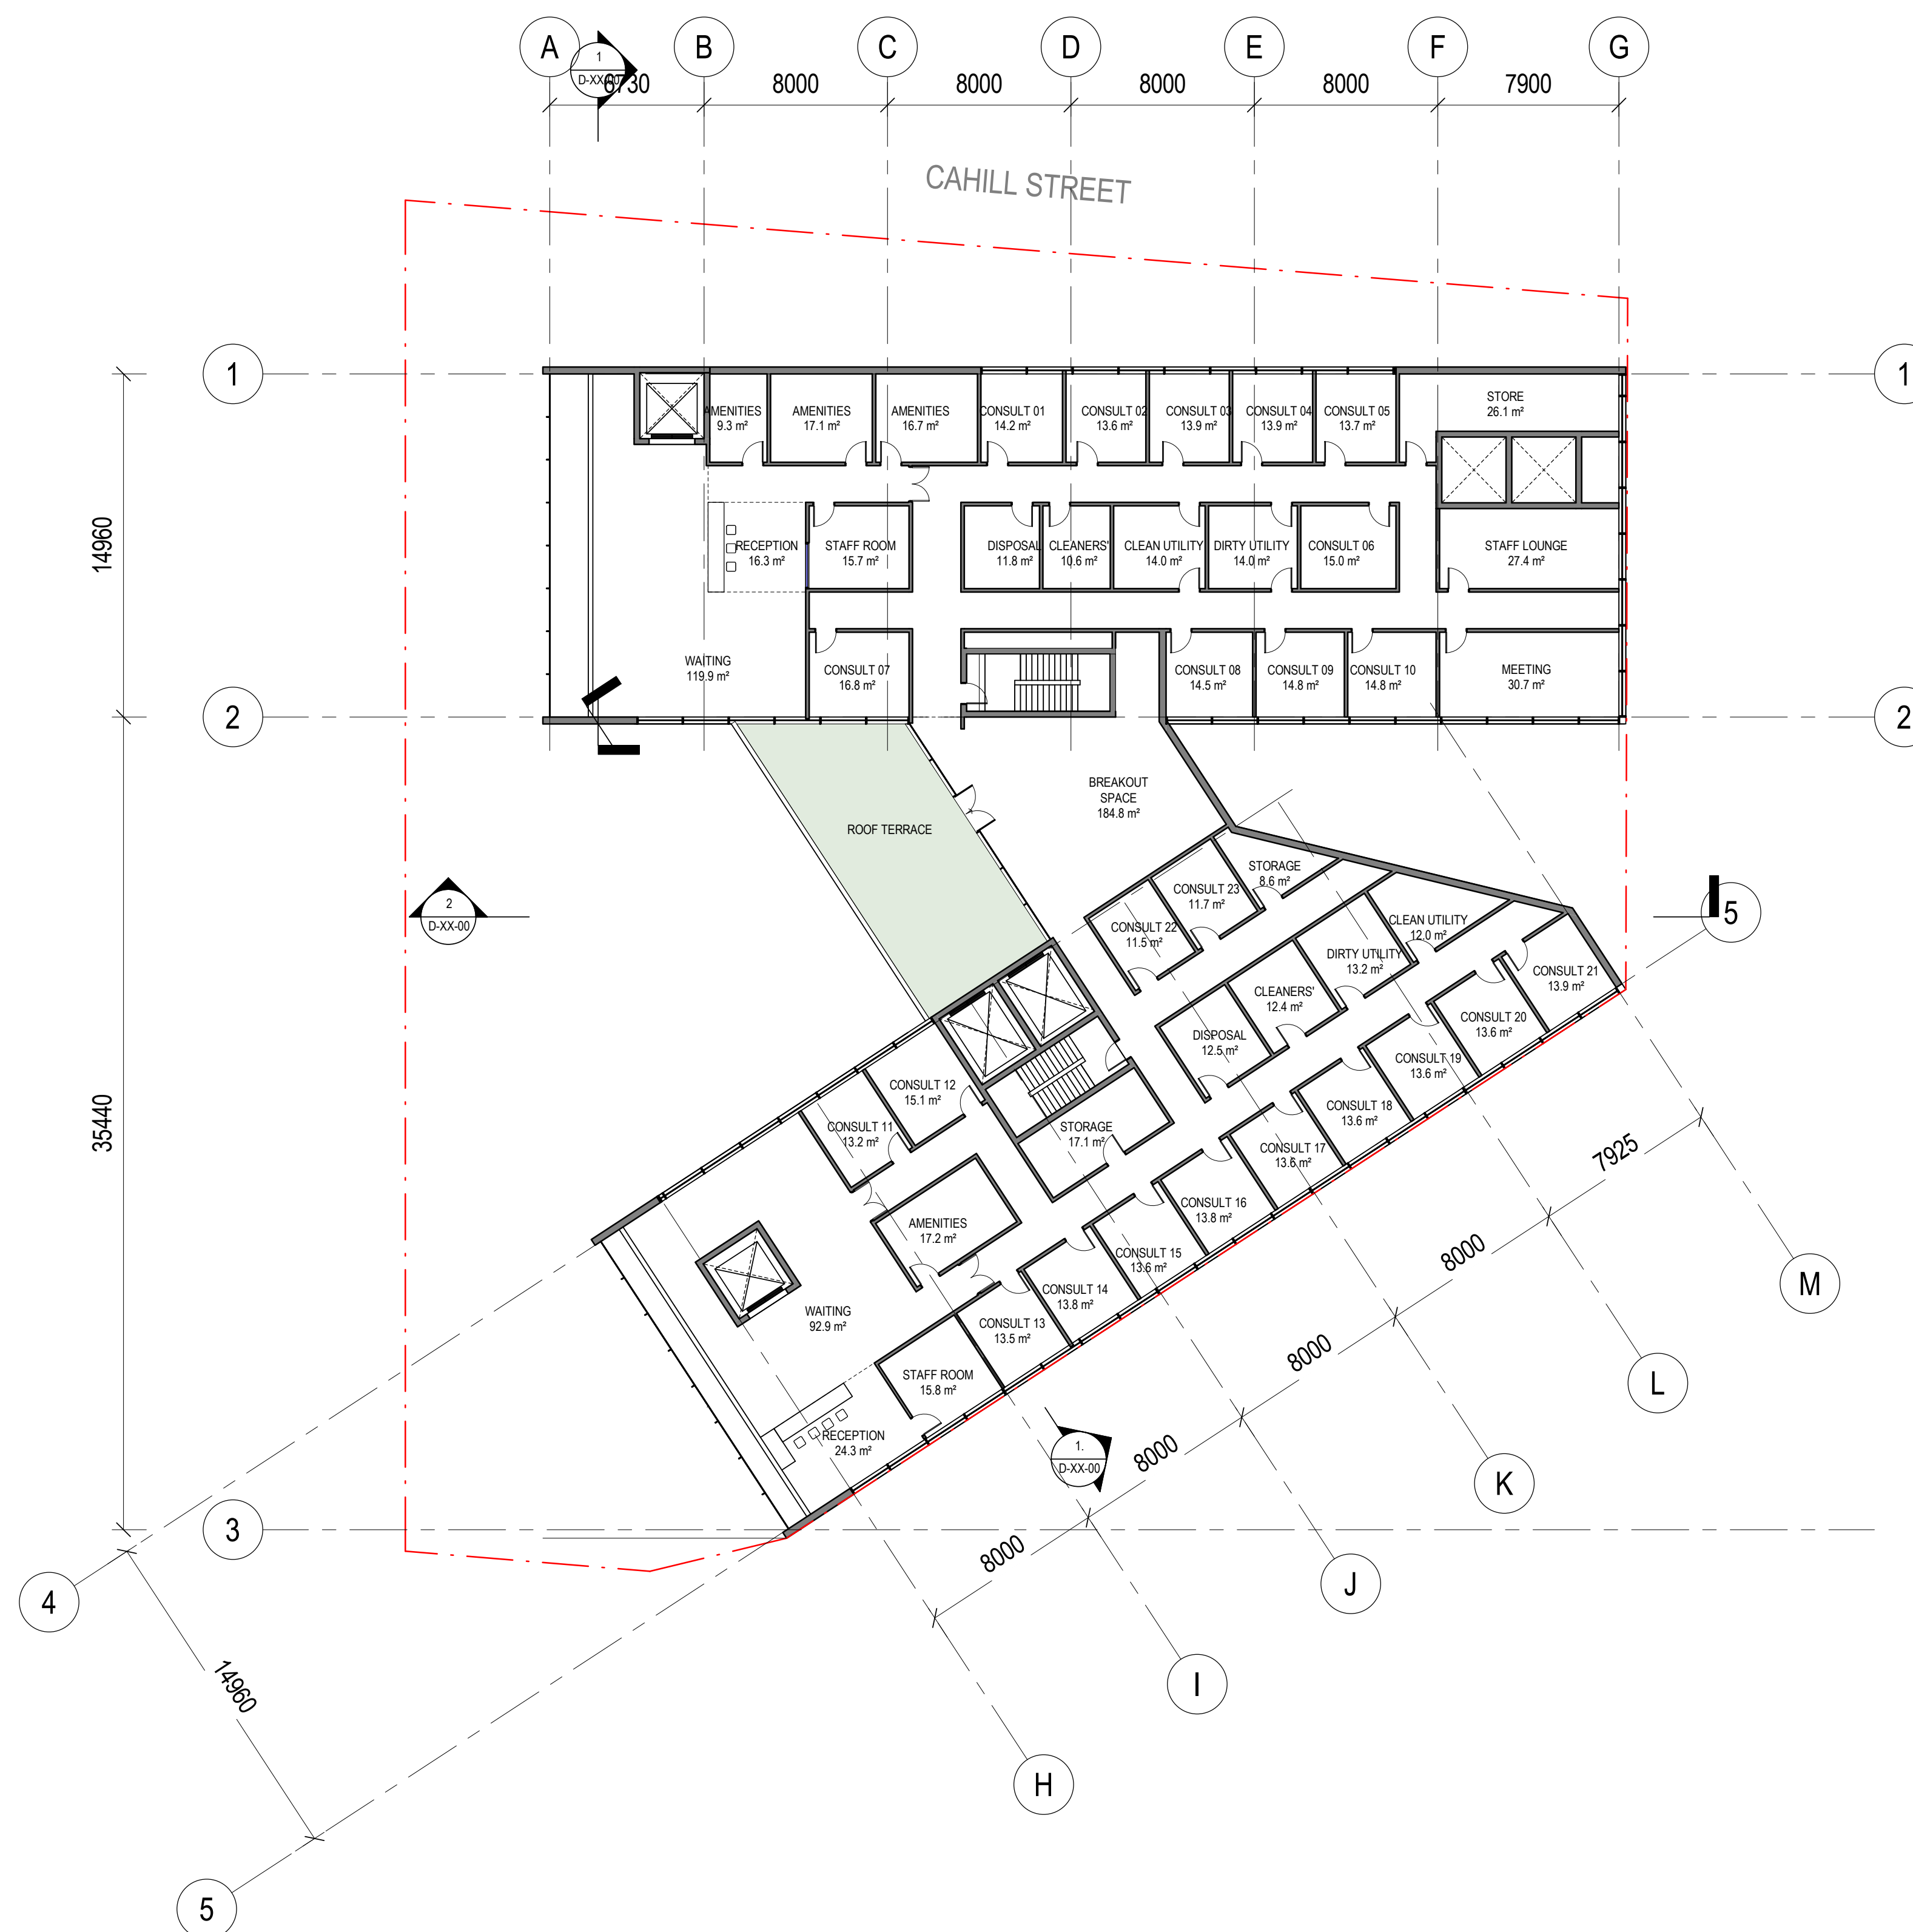 A
B
C
D
E
F
G
1
D-XX-00
6730
8000
8000
8000
8000
7900
CAHILL STREET
1
1
AMENITIES
9.3 m²
AMENITIES
17.1 m²
AMENITIES
16.7 m²
CONSULT 01
14.2 m²
CONSULT 02
13.6 m²
CONSULT 03
13.9 m²
CONSULT 04
13.9 m²
CONSULT 05
13.7 m²
STORE
26.1 m²
14960
RECEPTION
16.3 m²
STAFF ROOM
15.7 m²
DISPOSAL
11.8 m²
CLEANERS'
10.6 m²
CLEAN UTILITY
14.0 m²
DIRTY UTILITY
14.0 m²
CONSULT 06
15.0 m²
STAFF LOUNGE
27.4 m²
WAITING
119.9 m²
CONSULT 07
16.8 m²
CONSULT 08
14.5 m²
CONSULT 09
14.8 m²
CONSULT 10
14.8 m²
MEETING
30.7 m²
2
2
BREAKOUT
SPACE
184.8 m²
ROOF TERRACE
STORAGE
8.6 m²
CONSULT 23
11.7 m²
CONSULT 22
11.5 m²
CLEAN UTILITY
12.0 m²
DIRTY UTILITY
13.2 m²
CLEANERS'
12.4 m²
DISPOSAL
12.5 m²
2
D-XX-00
5
CONSULT 21
13.9 m²
CONSULT 20
13.6 m²
CONSULT 19
13.6 m²
CONSULT 18
13.6 m²
CONSULT 17
13.6 m²
CONSULT 16
13.8 m²
CONSULT 15
13.6 m²
CONSULT 14
13.8 m²
CONSULT 13
13.5 m²
CONSULT 12
15.1 m²
CONSULT 11
13.2 m²
STORAGE
17.1 m²
35440
AMENITIES
17.2 m²
WAITING
92.9 m²
STAFF ROOM
15.8 m²
RECEPTION
24.3 m²
1.
D-XX-00
7925
8000
8000
8000
8000
M
L
K
J
I
H
3
4
14960
5